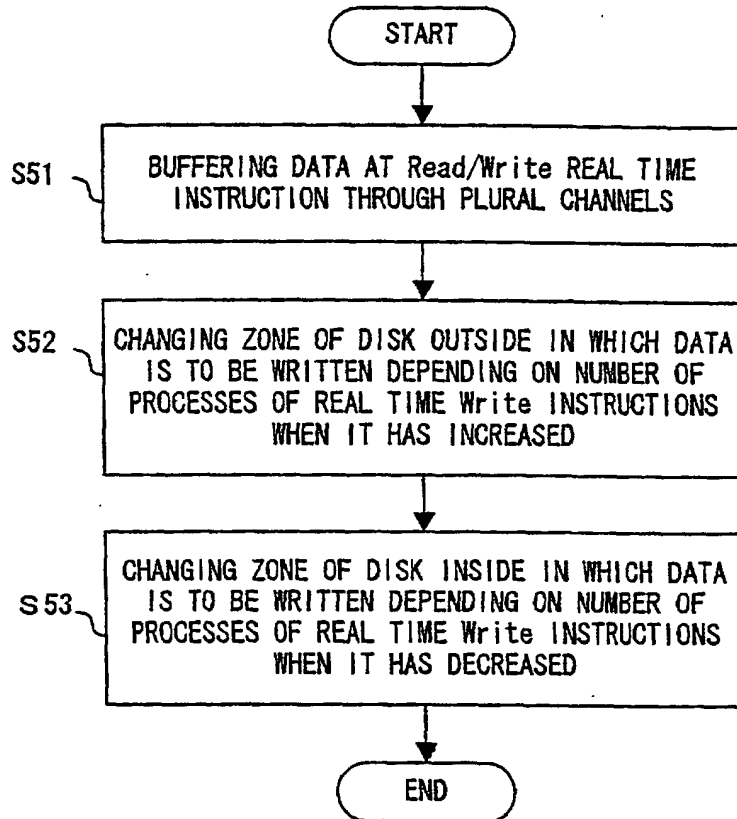 START
S51
BUFFERING DATA AT Read/Write REAL TIME
INSTRUCTION THROUGH PLURAL CHANNELS
S52
CHANGING ZONE OF DISK OUTSIDE IN WHICH DATA
IS TO BE WRITTEN DEPENDING ON NUMBER OF
PROCESSES OF REAL TIME Write INSTRUCTIONS
WHEN IT HAS INCREASED
S53
CHANGING ZONE OF DISK INSIDE IN WHICH DATA
IS TO BE WRITTEN DEPENDING ON NUMBER OF
PROCESSES OF REAL TIME Write INSTRUCTIONS
WHEN IT HAS DECREASED
END